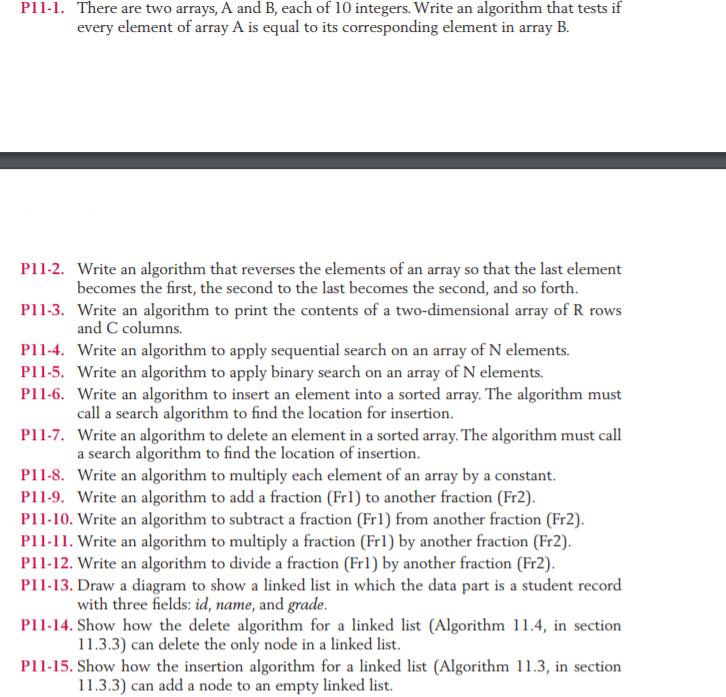 P11-1. There are two arrays, A and B, each of 10 integers. Write an algorithm that tests if
every element of array A is equal to its corresponding element in array B.
P11-2. Write an algorithm that reverses the elements of an array so that the last element
becomes the first, the second to the last becomes the second, and so forth.
P11-3. Write an algorithm to print the contents of a two-dimensional array of R rows
and C columns.
P11-4. Write an algorithm to apply sequential search on an array of N elements.
P11-5. Write an algorithm to apply binary search on an array of N elements.
P11-6. Write an algorithm to insert an element into a sorted array. The algorithm must
call a search algorithm to find the location for insertion.
P11-7. Write an algorithm to delete an element in a sorted array. The algorithm must call
a search algorithm to find the location of insertion.
P11-8. Write an algorithm to multiply each element of an array by a constant.
P11-9. Write an algorithm to add a fraction (Fr1) to another fraction (Fr2).
P11-10. Write an algorithm to subtract a fraction (Fr1) from another fraction (Fr2).
P11-11. Write an algorithm to multiply a fraction (Fr1) by another fraction (Fr2).
P11-12. Write an algorithm to divide a fraction (Fr1) by another fraction (Fr2).
P11-13. Draw a diagram to show a linked list in which the data part is a student record
with three fields: id, name, and grade.
P11-14. Show how the delete algorithm for a linked list (Algorithm 11.4, in section
11.3.3) can delete the only node in a linked list.
P11-15. Show how the insertion algorithm for a linked list (Algorithm 11.3, in section
11.3.3) can add a node to an empty linked list.